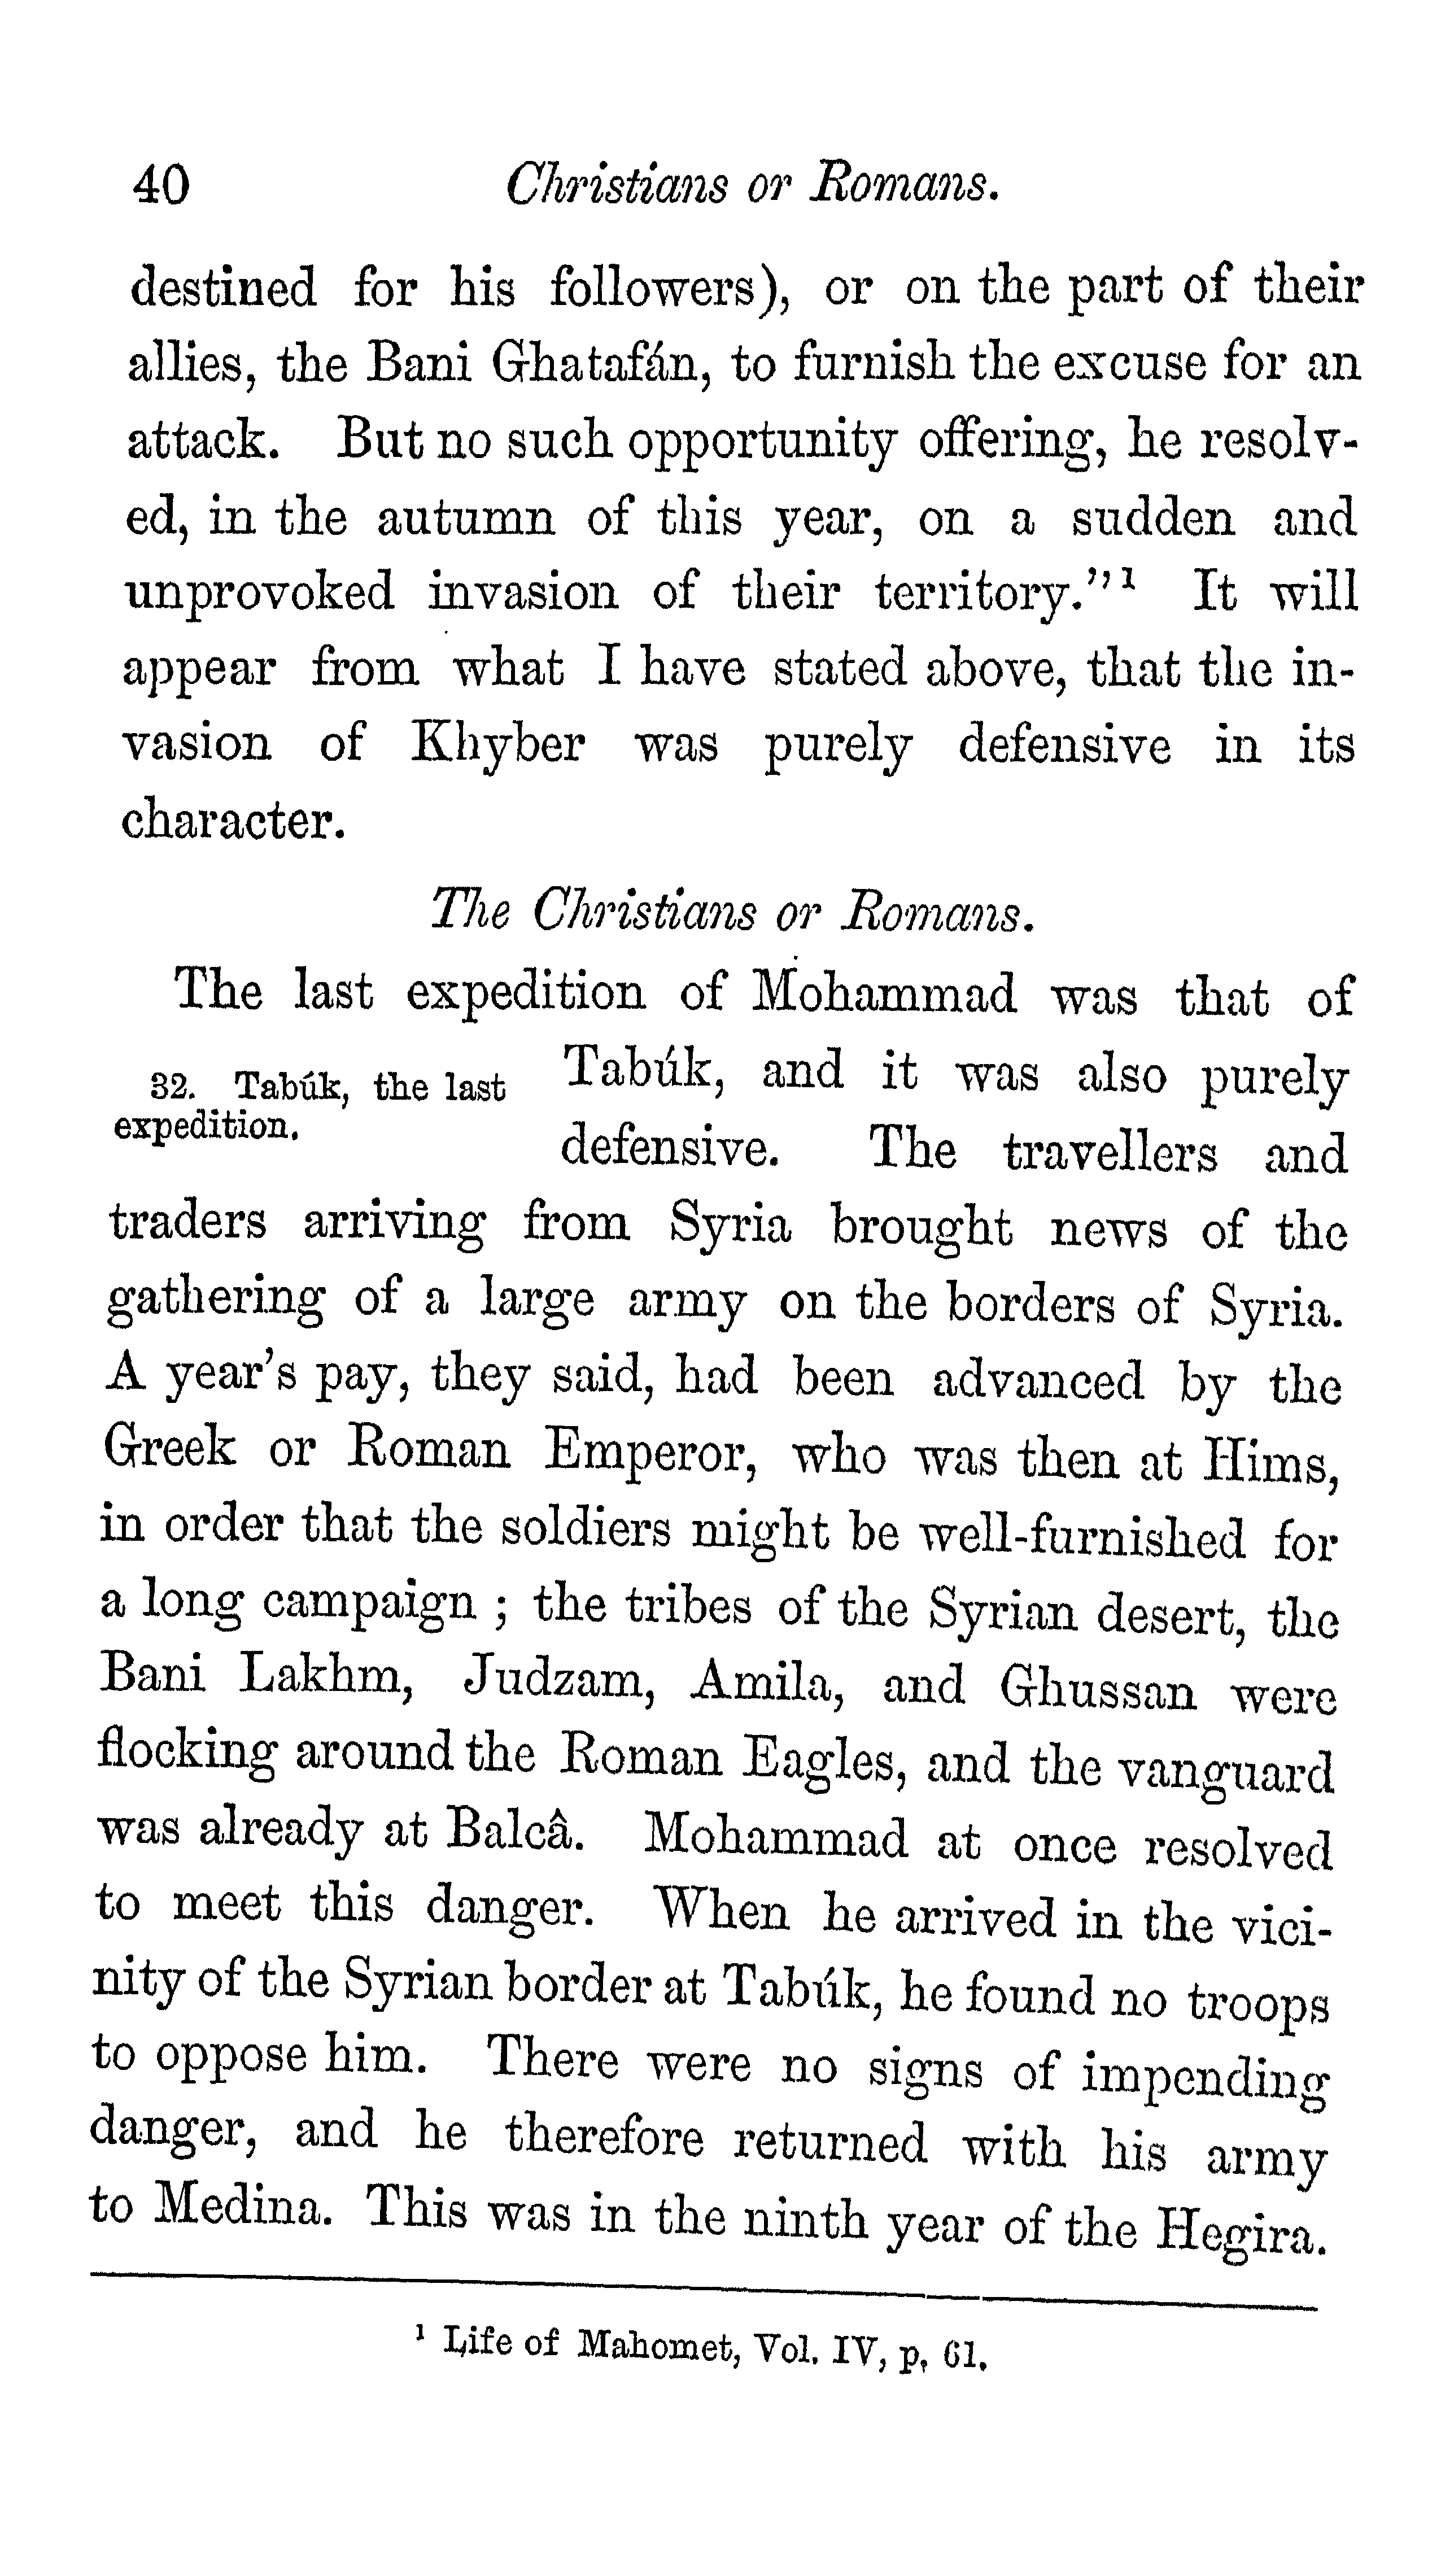 40 Christians or Romans.
destined for his followers), or on the part of their
allies, the Bani Ghatafán, to furnish the excuse for an
attack. But no such opportunity offering, he resolv-
ed, in the autumn of this year, on a sudden and
unprovoked invasion of their territory."¹ It will
appear from what I have stated above, that the in-
vasion of Khyber was purely defensive in its
character.
The Christians or Romans.
The last expedition of Mohammad was that of
32. Tabúk, the last
expedition.
Tabúk, and it was also purely
defensive. The travellers and
traders arriving from Syria brought news of the
gathering of a large army on the borders of Syria.
A year's pay, they said, had been advanced by the
Greek or Roman Emperor, who was then at Hims,
in order that the soldiers might be well-furnished for
a long campaign ; the tribes of the Syrian desert, the
Bani Lakhm, Judzam, Amila, and Ghussan were
flocking around the Roman Eagles, and the vanguard
was already at Balcâ. Mohammad at once resolved
to meet this danger. When he arrived in the vici-
nity of the Syrian border at Tabúk, he found no troops
to oppose him. There were no signs of impending
danger, and he therefore returned with his army
to Medina. This was in the ninth year of the Hegira.
¹ Life of Mahomet, Vol. IV, p. 61.